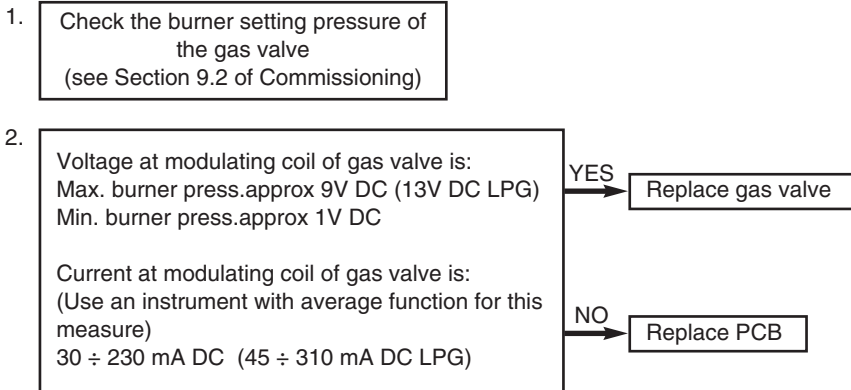 1.
Check the burner setting pressure of
the gas valve
(see Section 9.2 of Commissioning)
2.
Voltage at modulating coil of gas valve is:
Max. burner press.approx 9V DC (13V DC LPG)
Min. burner press.approx 1V DC
YES
Replace gas valve
Current at modulating coil of gas valve is:
(Use an instrument with average function for this
measure)
30 ÷ 230 mA DC (45 ÷ 310 mA DC LPG)
NO
Replace PCB